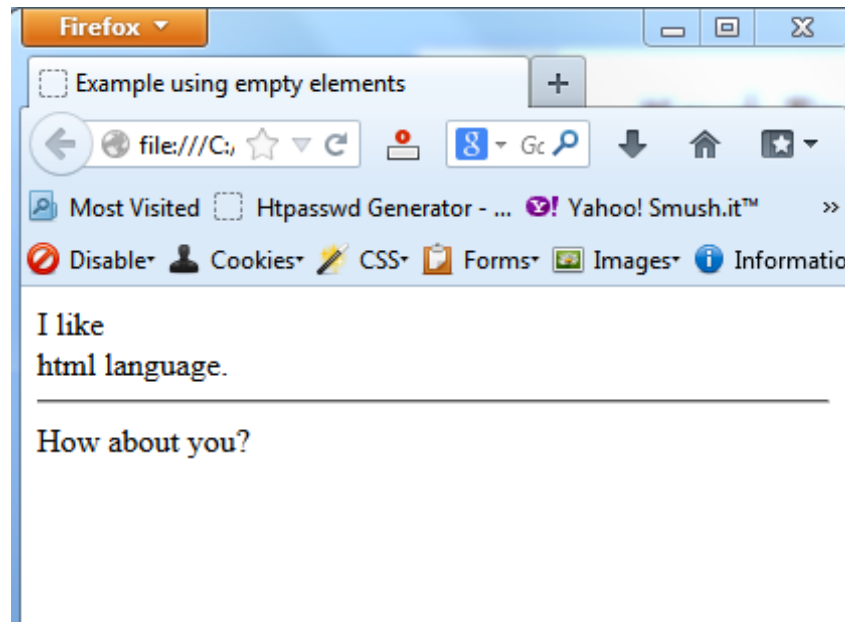 Firefox
Example using empty elements
file:///C:/
Most Visited Htpasswd Generator - ... Yahoo! Smush.it™ »
Disable Cookies CSS Forms Images Informatio
I like
html language.
How about you?